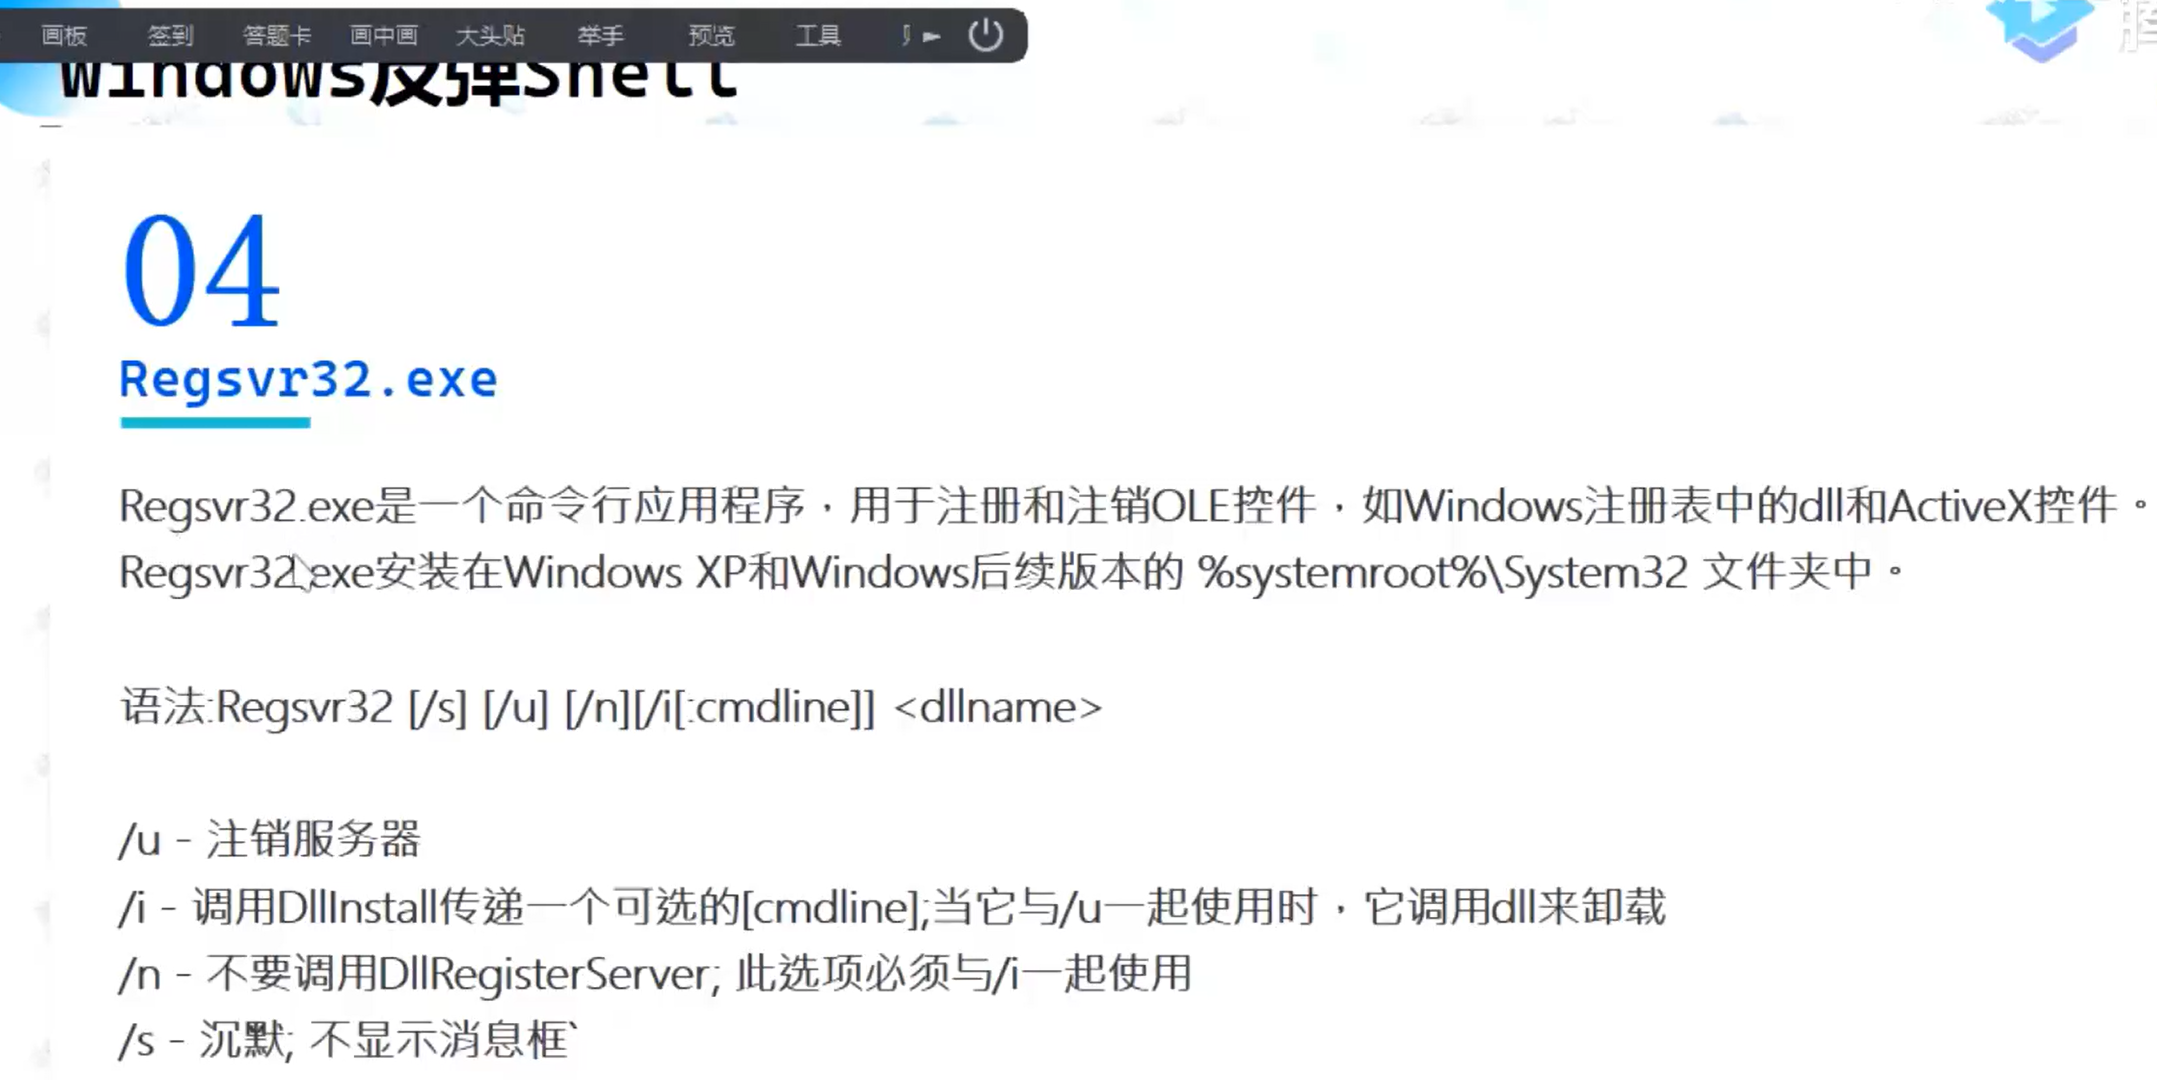 画板 签到 答题卡 画中画 大头贴 举手 预览 工具
Windows反弹Shell
04
Regsvr32.exe
Regsvr32.exe是一个命令行应用程序，用于注册和注销OLE控件，如Windows注册表中的dll和ActiveX控件。
Regsvr32.exe安装在Windows XP和Windows后续版本的 %systemroot%\System32 文件夹中。
语法:Regsvr32 [/s] [/u] [/n][/i[:cmdline]] <dllname>
/u - 注销服务器
/i - 调用DllInstall传递一个可选的[cmdline];当它与/u一起使用时，它调用dll来卸载
/n - 不要调用DllRegisterServer; 此选项必须与/i一起使用
/s - 沉默; 不显示消息框`